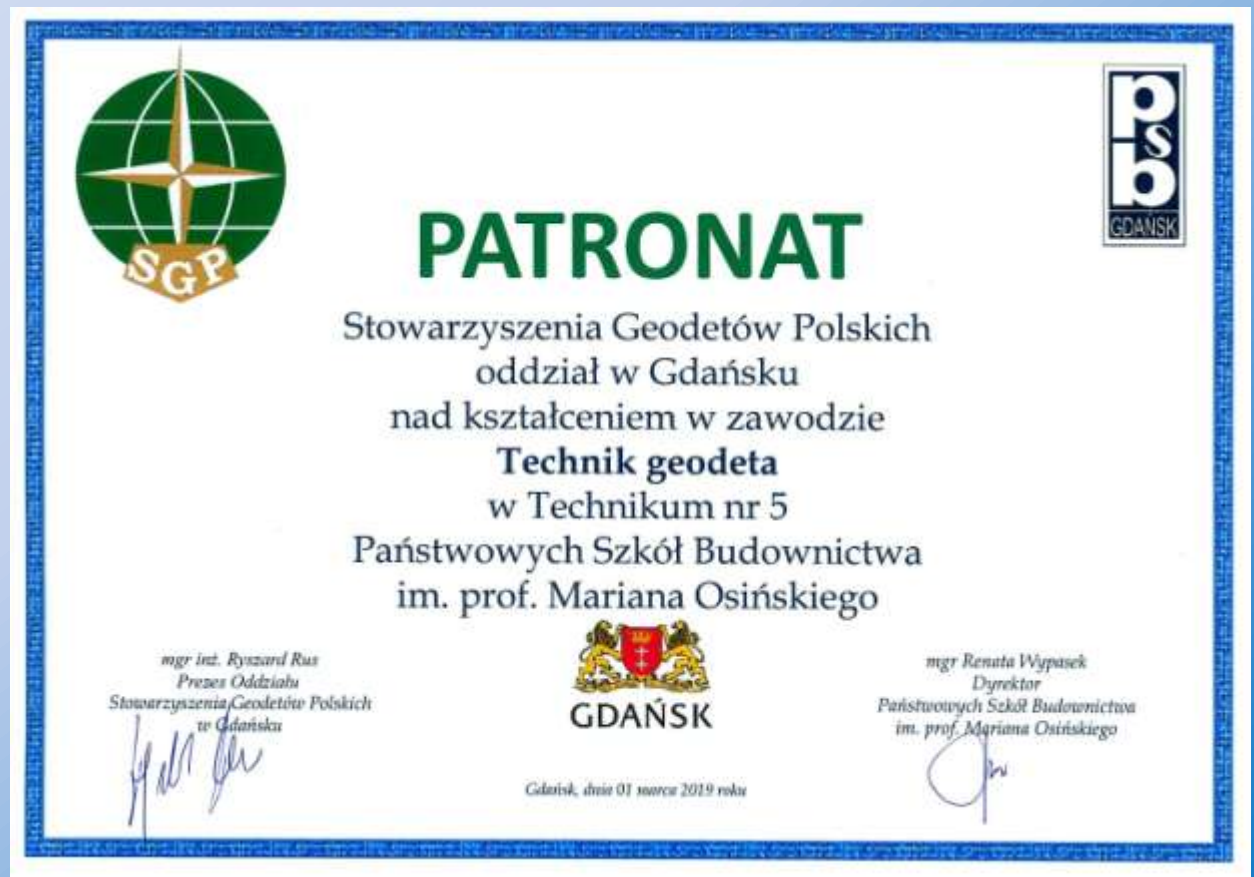 SGP
psb
GDAŃSK
PATRONAT
Stowarzyszenia Geodetów Polskich
oddział w Gdańsku
nad kształceniem w zawodzie
Technik geodeta
w Technikum nr 5
Państwowych Szkół Budownictwa
im. prof. Mariana Osińskiego
mgr inż. Ryszard Rus
Prezes Oddziału
Stowarzyszenia Geodetów Polskich
w Gdańsku
GDAŃSK
mgr Renata Wypasek
Dyrektor
Państwowych Szkół Budownictwa
im. prof. Mariana Osińskiego
Gdańsk, dnia 01 marca 2019 roku